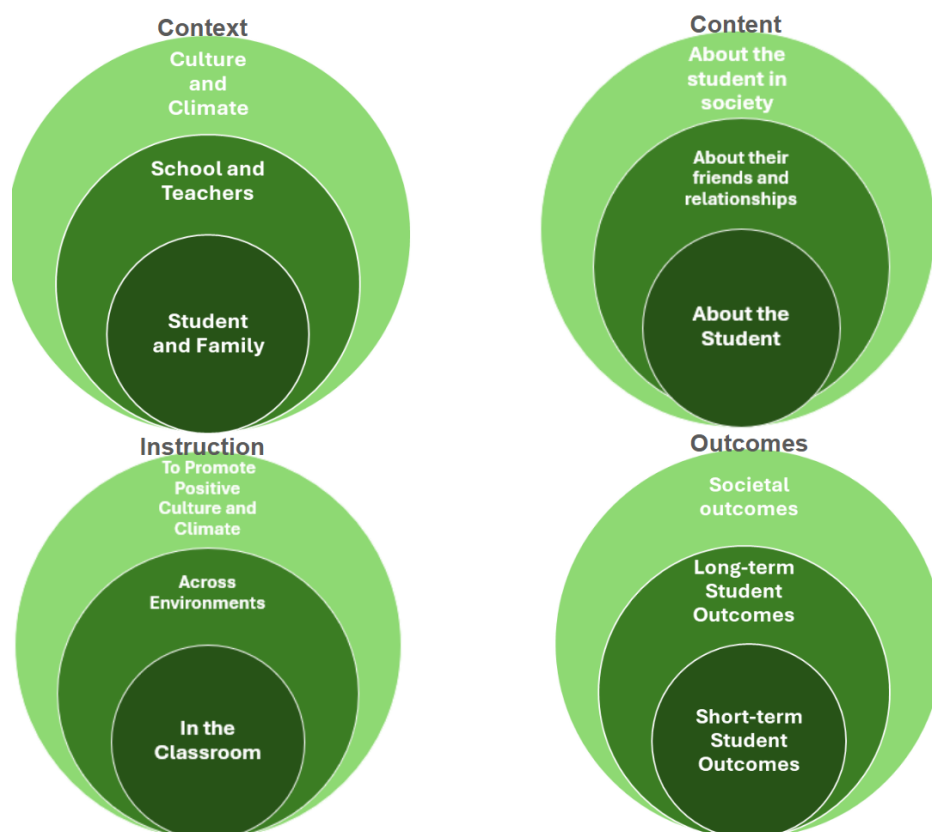 Context
Culture
and
Climate
School and
Teachers
Student
and Family
Content
About the
student in
society
About their
friends and
relationships
About the
Student
Instruction
To Promote
Positive
Culture and
Climate
Across
Environments
In the
Classroom
Outcomes
Societal
outcomes
Long-term
Student
Outcomes
Short-term
Student
Outcomes